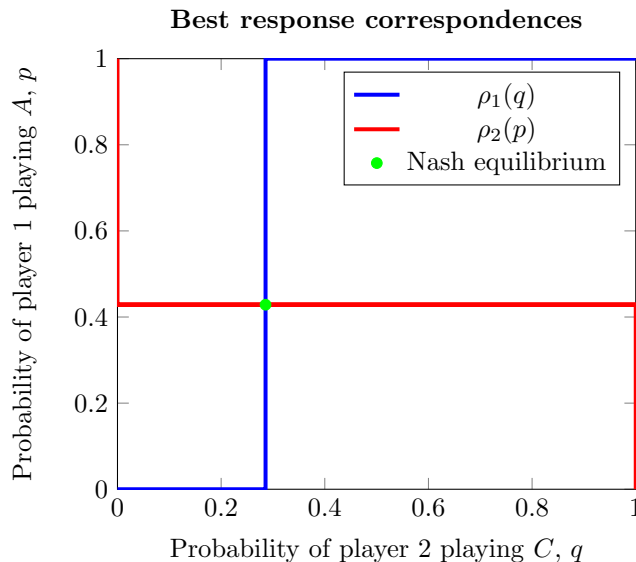 Best response correspondences
ρ₁(q)
ρ₂(p)
Nash equilibrium
Probability of player 1 playing A, p
1
0.8
0.6
0.4
0.2
0
0 0.2 0.4 0.6 0.8 1
Probability of player 2 playing C, q